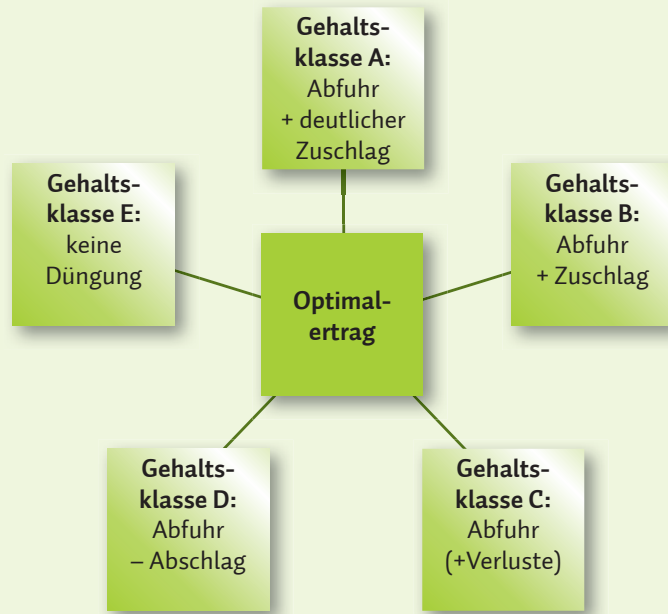 Gehalts-
klasse A:
Abfuhr
+ deutlicher
Zuschlag
Gehalts-
klasse E:
keine
Düngung
Gehalts-
klasse B:
Abfuhr
+ Zuschlag
Optimal-
ertrag
Gehalts-
klasse D:
Abfuhr
– Abschlag
Gehalts-
klasse C:
Abfuhr
(+Verluste)